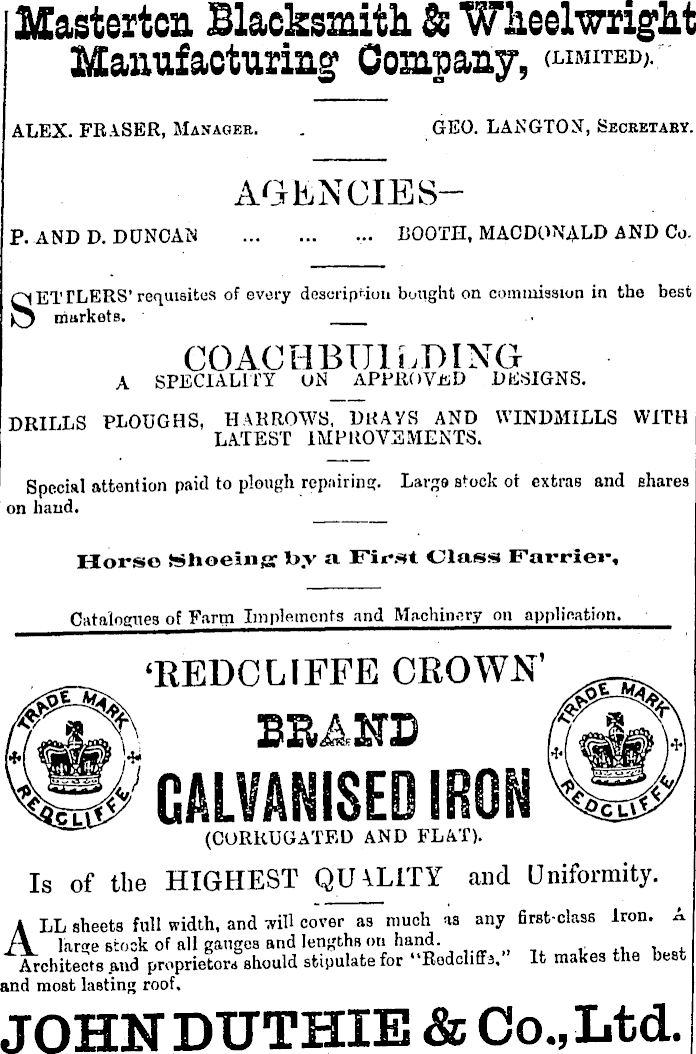 Masterton Blacksmith & Wheelwright
Manufacturing Company, (LIMITED).
ALEX. FRASER, MANAGER. GEO. LANGTON, SECRETARY.
AGENCIES—
P. AND D. DUNCAN ... ... ... BOOTH, MACDONALD AND Co.
SETTLERS' requisites of every description bought on commission in the best
markets.
COACHBUILDING
A SPECIALITY ON APPROVED DESIGNS.
DRILLS PLOUGHS, HARROWS, DRAYS AND WINDMILLS WITH
LATEST IMPROVEMENTS.
Special attention paid to plough repairing. Large stock of extras and shares
on hand.
Horse Shoeing by a First Class Farrier,
Catalogues of Farm Implements and Machinery on application.
'REDCLIFFE CROWN'
TRADE MARK
REDCLIFFE
BRAND
TRADE MARK
REDCLIFFE
GALVANISED IRON
(CORRUGATED AND FLAT).
Is of the HIGHEST QUALITY and Uniformity.
ALL sheets full width, and will cover as much as any first-class Iron. A
large stock of all gauges and lengths on hand.
Architects and proprietors should stipulate for "Redcliffe." It makes the best
and most lasting roof.
JOHN DUTHIE & Co., Ltd.